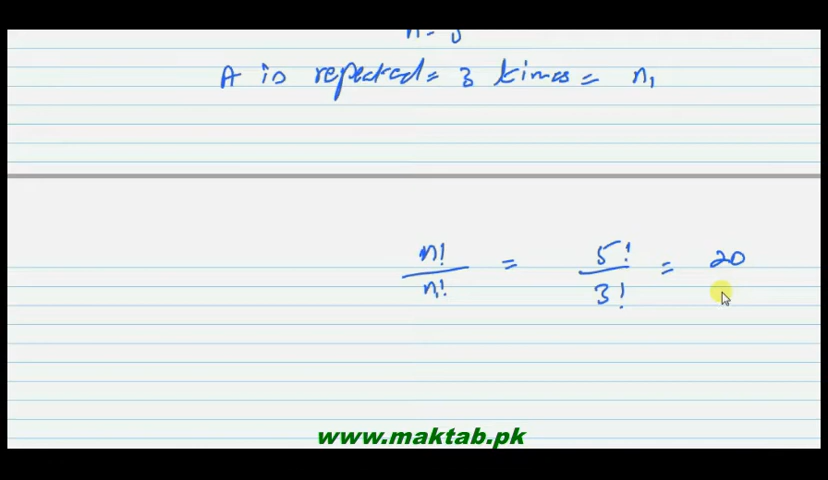 A is repeated = 3 times = n₁
n! / n₁! = 5! / 3! = 20
www.maktab.pk